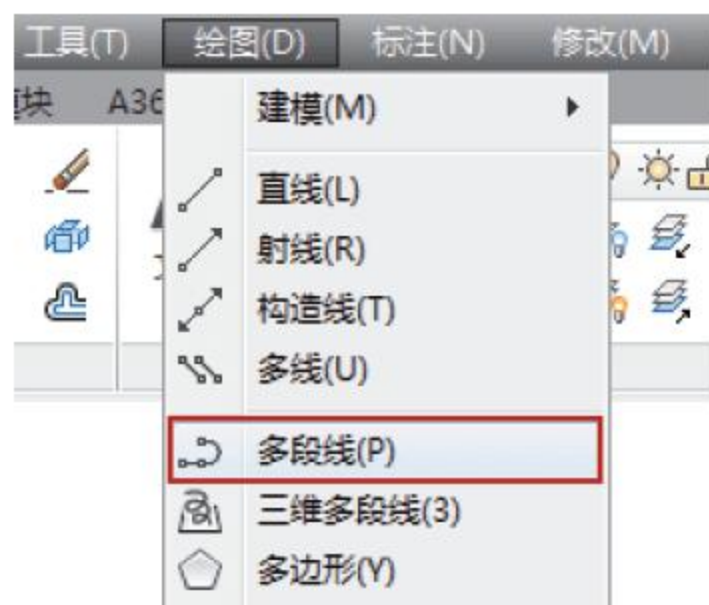 工具(T) 绘图(D) 标注(N) 修改(M)
块 A36
建模(M)
直线(L)
射线(R)
构造线(T)
多线(U)
多段线(P)
三维多段线(3)
多边形(Y)